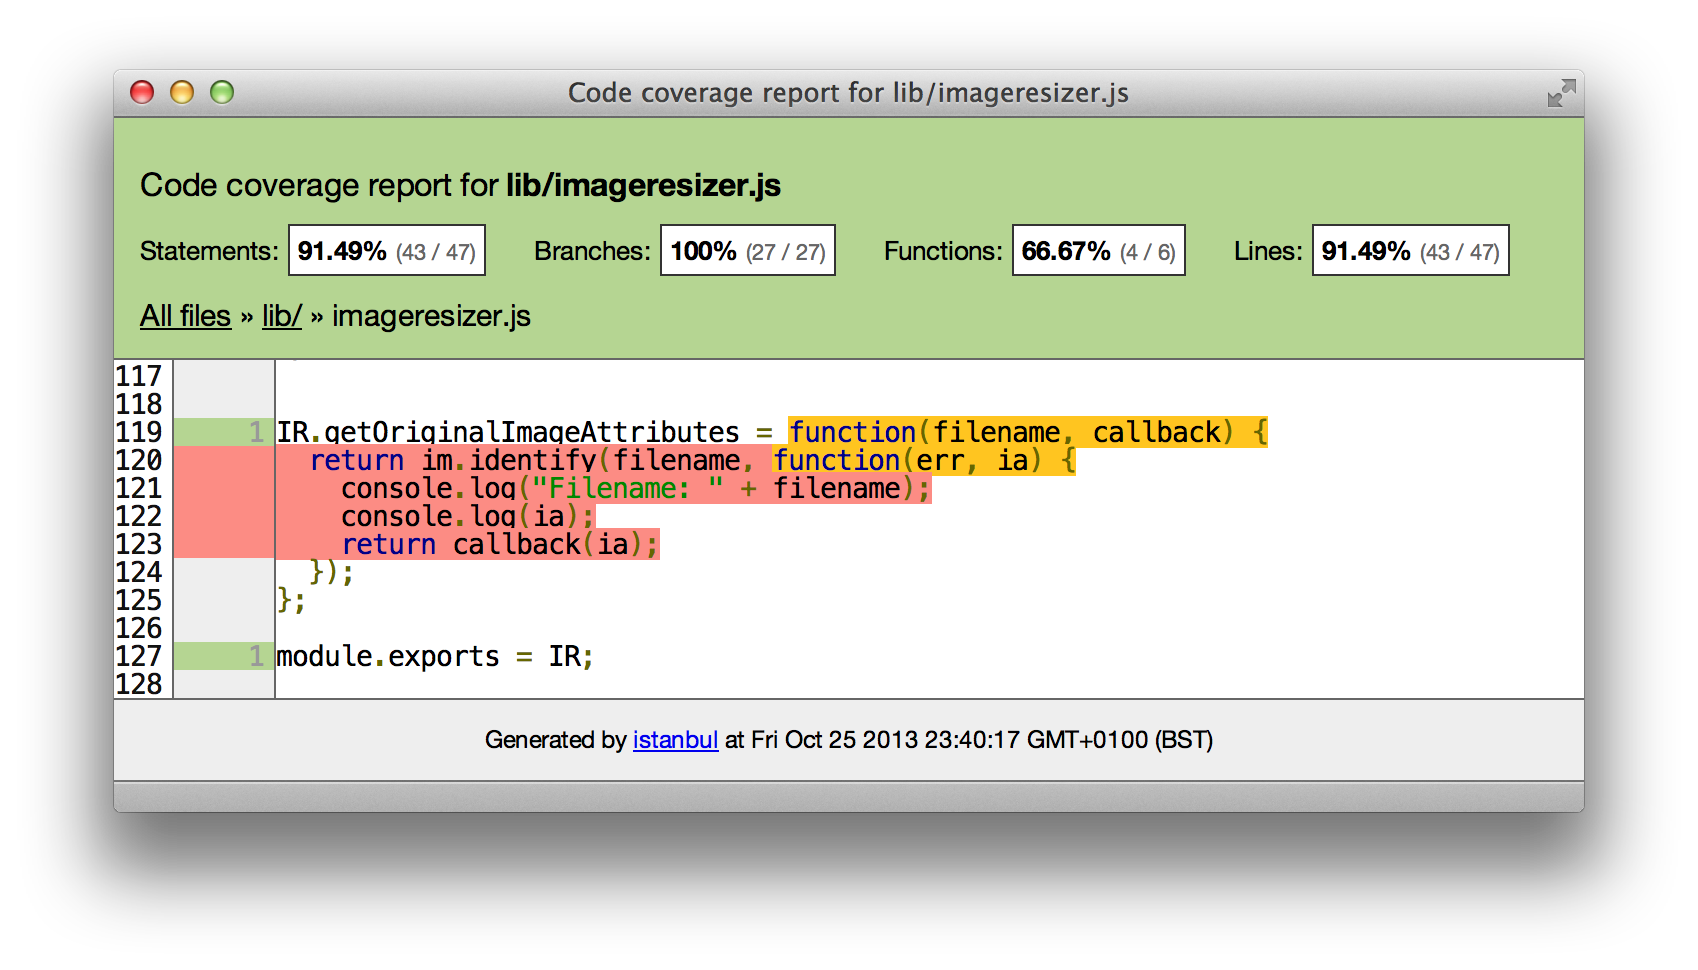 Code coverage report for lib/imageresizer.js
Code coverage report for lib/imageresizer.js
Statements: 91.49% (43 / 47) Branches: 100% (27 / 27) Functions: 66.67% (4 / 6) Lines: 91.49% (43 / 47)
All files » lib/ » imageresizer.js
117
118
119 1 IR.getOriginalImageAttributes = function(filename, callback) {
120 return im.identify(filename, function(err, ia) {
121 console.log("Filename: " + filename);
122 console.log(ia);
123 return callback(ia);
124 });
125 };
126
127 1 module.exports = IR;
128
Generated by istanbul at Fri Oct 25 2013 23:40:17 GMT+0100 (BST)